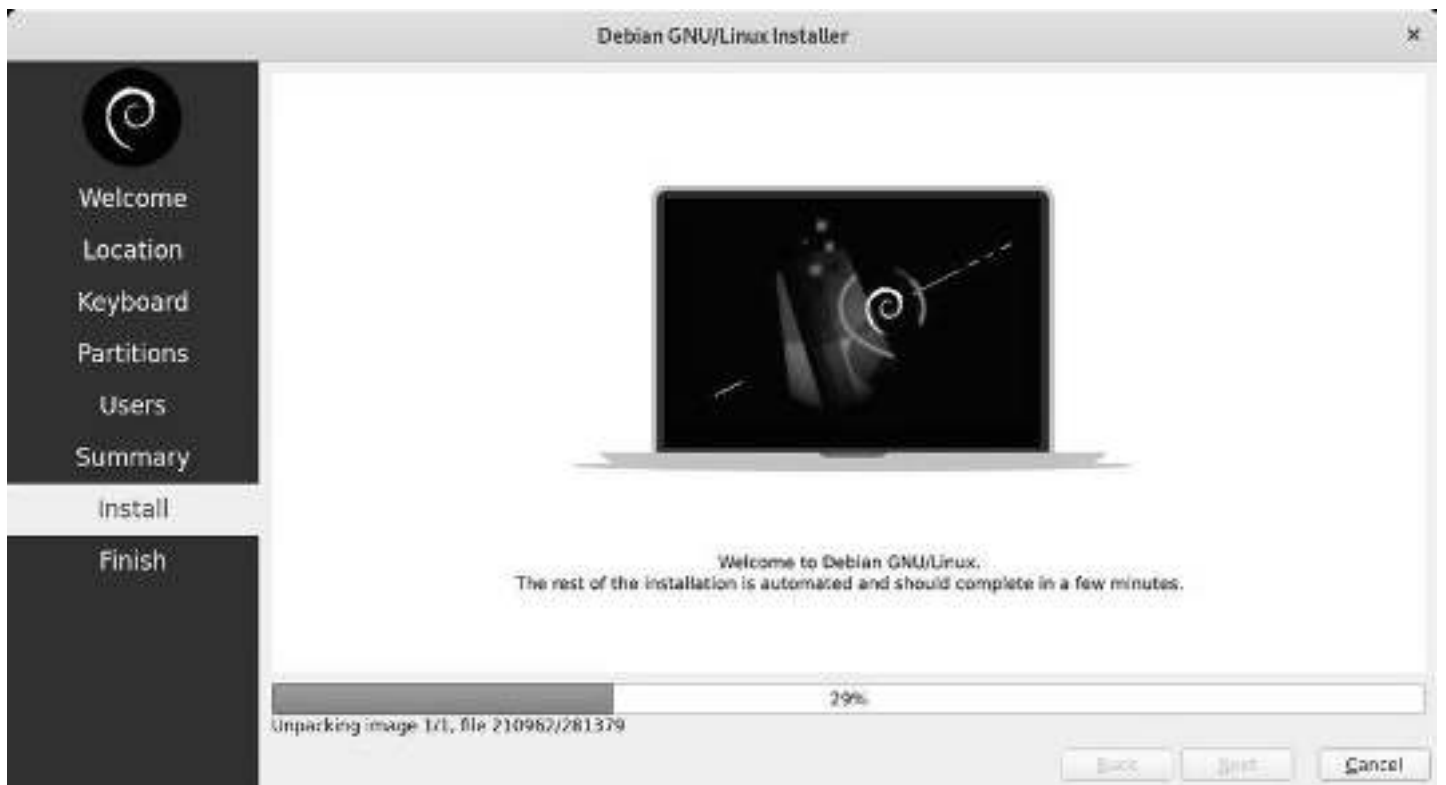 Debian GNU/Linux Installer
Welcome
Location
Keyboard
Partitions
Users
Summary
Install
Finish
Welcome to Debian GNU/Linux.
The rest of the installation is automated and should complete in a few minutes.
29%
Unpacking image 1/1, file 210962/281379
Back
Next
Cancel